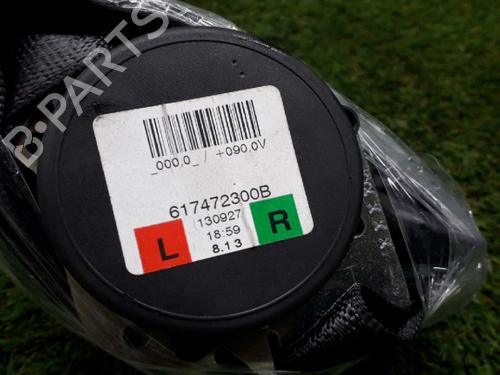 B-PARTS
_000,0_ / +090,0V
617472300B
130927
L R
18:59
8.13